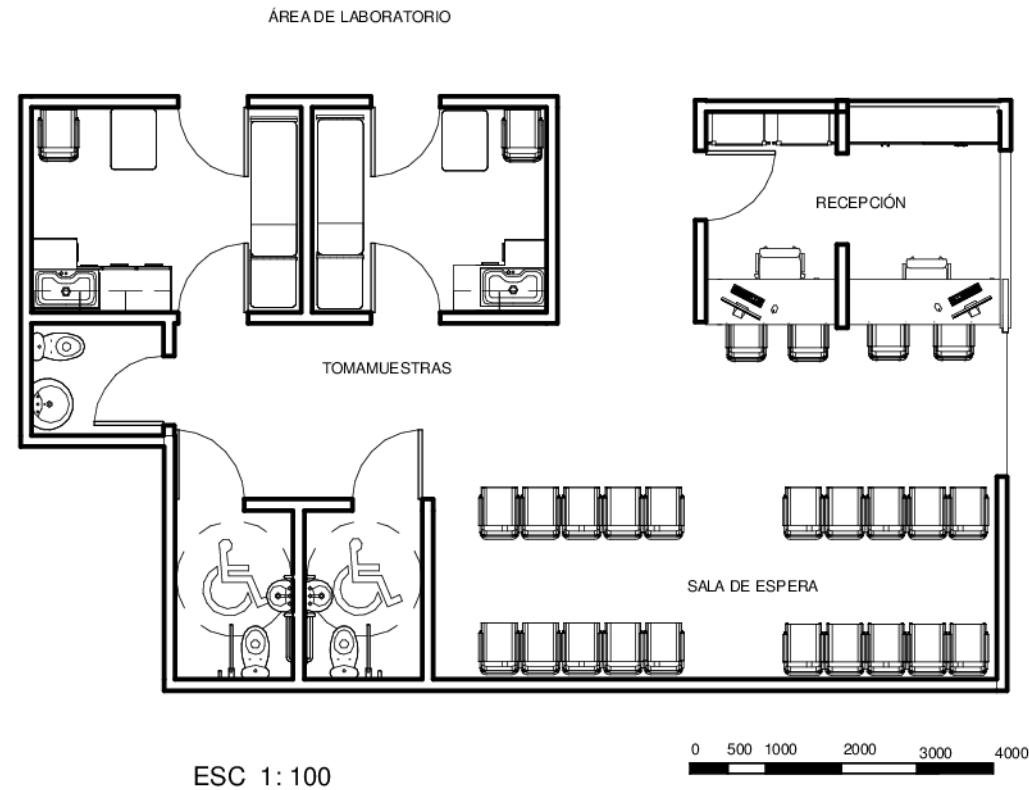 ÁREA DE LABORATORIO
RECEPCIÓN
TOMAMUESTRAS
SALA DE ESPERA
ESC 1: 100
0 500 1000 2000 3000 4000